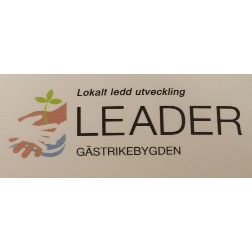 Lokalt ledd utveckling
LEADER
GÄSTRIKEBYGDEN